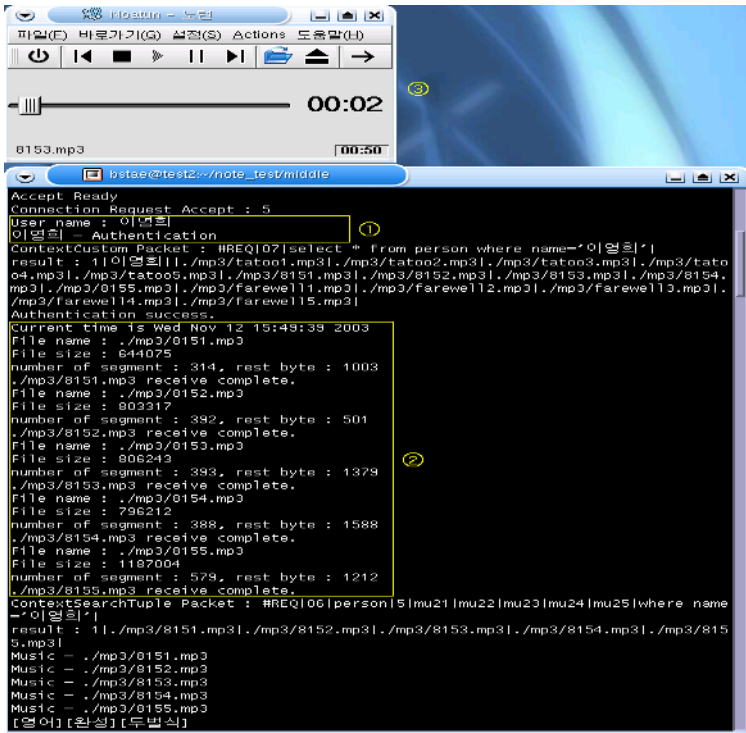 Noatun –
파일(F) 바로가기(G) 설정(S) Actions 도움말(H)
00:02
③
8153.mp3
00:50
bstae@test2:~/note_test/middle
Accept Ready
Connection Request Accept : 5
User name : 이영희
이영희 - Authentication
①
ContextCustom Packet : #REQ|07|select * from person where name='이영희'|
result : 1|이영희||./mp3/tatoo1.mp3|./mp3/tatoo2.mp3|./mp3/tatoo3.mp3|./mp3/tato
o4.mp3|./mp3/tatoo5.mp3|./mp3/8151.mp3|./mp3/8152.mp3|./mp3/8153.mp3|./mp3/8154.
mp3|./mp3/8155.mp3|./mp3/farewell1.mp3|./mp3/farewell2.mp3|./mp3/farewell3.mp3|.
/mp3/farewell4.mp3|./mp3/farewell5.mp3|
Authentication success.
Current time is Wed Nov 12 15:49:39 2003
File name : ./mp3/8151.mp3
File size : 644075
number of segment : 314, rest byte : 1003
./mp3/8151.mp3 receive complete.
File name : ./mp3/8152.mp3
File size : 803317
number of segment : 392, rest byte : 501
./mp3/8152.mp3 receive complete.
File name : ./mp3/8153.mp3
File size : 806243
②
number of segment : 393, rest byte : 1379
./mp3/8153.mp3 receive complete.
File name : ./mp3/8154.mp3
File size : 796212
number of segment : 388, rest byte : 1588
./mp3/8154.mp3 receive complete.
File name : ./mp3/8155.mp3
File size : 1187004
number of segment : 579, rest byte : 1212
./mp3/8155.mp3 receive complete.
ContextSearchTuple Packet : #REQ|06|person|5|mu21|mu22|mu23|mu24|mu25|where name
='이영희'|
result : 1|./mp3/8151.mp3|./mp3/8152.mp3|./mp3/8153.mp3|./mp3/8154.mp3|./mp3/815
5.mp3|
Music - ./mp3/8151.mp3
Music - ./mp3/8152.mp3
Music - ./mp3/8153.mp3
Music - ./mp3/8154.mp3
Music - ./mp3/8155.mp3
[영어][완성][두벌식]